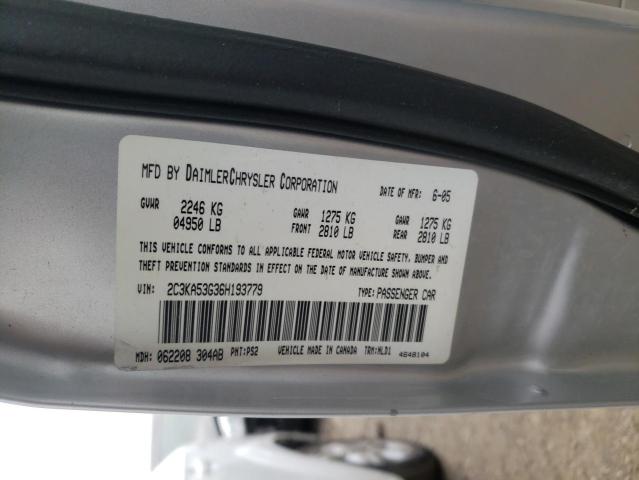 MFD BY DAIMLERCHRYSLER CORPORATION DATE OF MFR: 6-05
GVWR 2246 KG 04950 LB GAWR FRONT 1275 KG 2810 LB GAWR REAR 1275 KG 2810 LB
THIS VEHICLE CONFORMS TO ALL APPLICABLE FEDERAL MOTOR VEHICLE SAFETY, BUMPER AND
THEFT PREVENTION STANDARDS IN EFFECT ON THE DATE OF MANUFACTURE SHOWN ABOVE.
VIN: 2C3KA53G36H193779 TYPE: PASSENGER CAR
MDH: 062208 304AB PNT: PS2 VEHICLE MADE IN CANADA TRM: MLD1 4648104